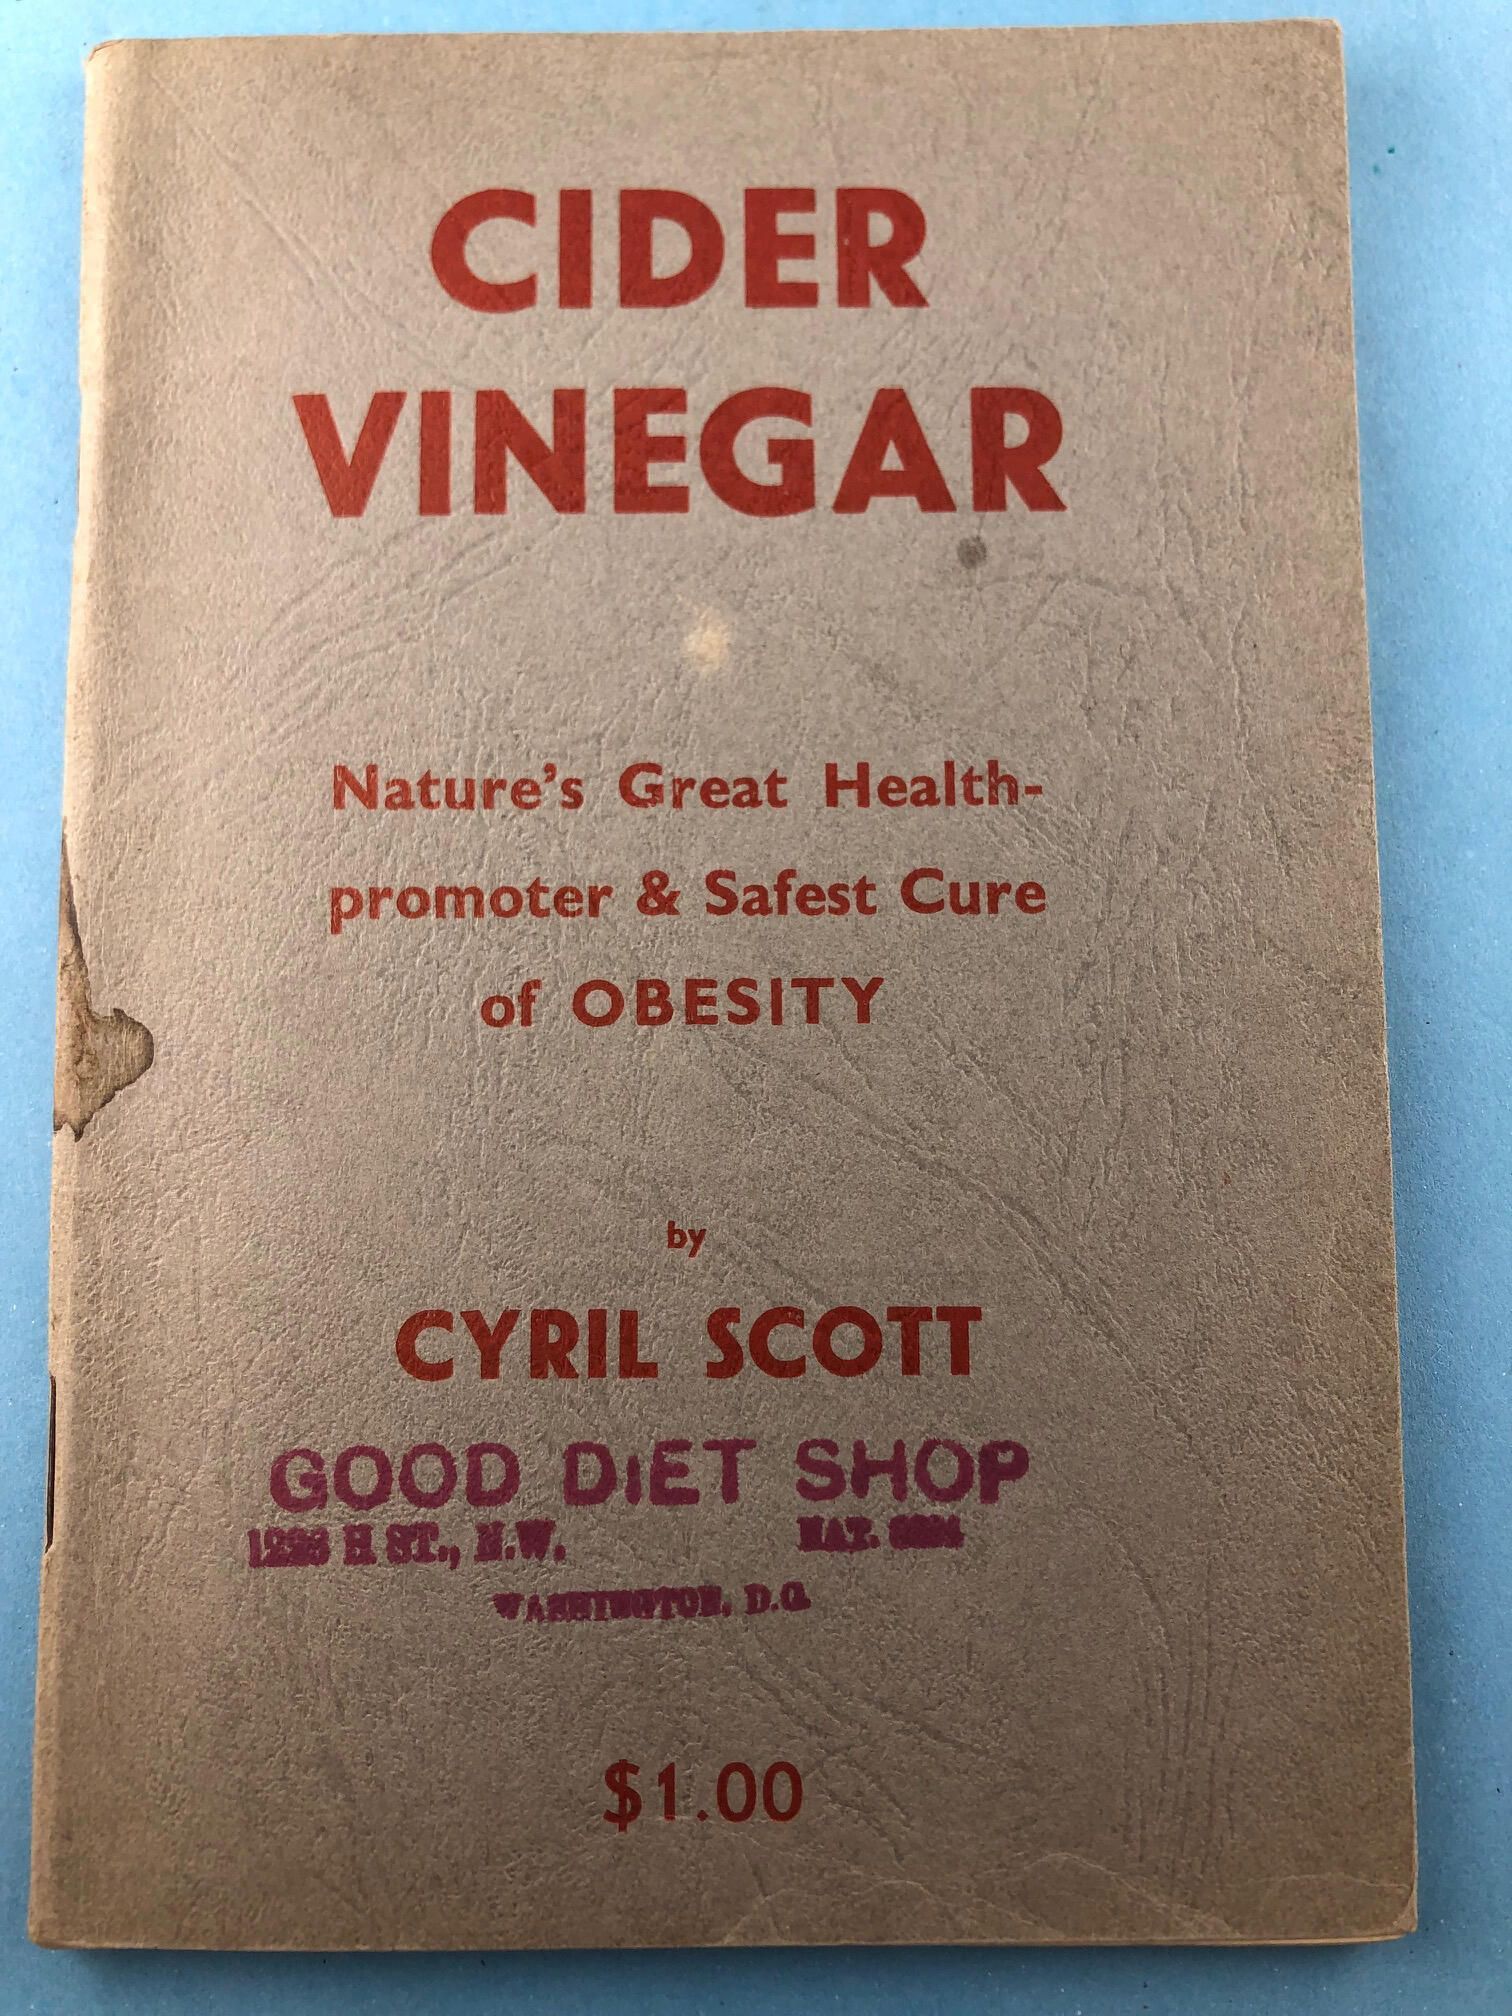 CIDER
VINEGAR
Nature's Great Health-
promoter & Safest Cure
of OBESITY
by
CYRIL SCOTT
GOOD DiET SHOP
H ST., N.W.
WASHINGTON, D.C.
$1.00